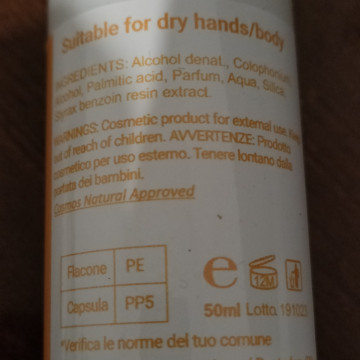 Suitable for dry hands/body
INGREDIENTS: Alcohol denat., Colophonium,
Alcohol, Palmitic acid, Parfum, Aqua, Silica,
Styrax benzoin resin extract.
WARNINGS: Cosmetic product for external use. Keep
out of reach of children. AVVERTENZE: Prodotto
cosmetico per uso esterno. Tenere lontano dalla
portata dei bambini.
Cosmos Natural Approved
Flacone PE
Capsula PP5
e 12M
50ml Lotto 191023
*Verifica le norme del tuo comune